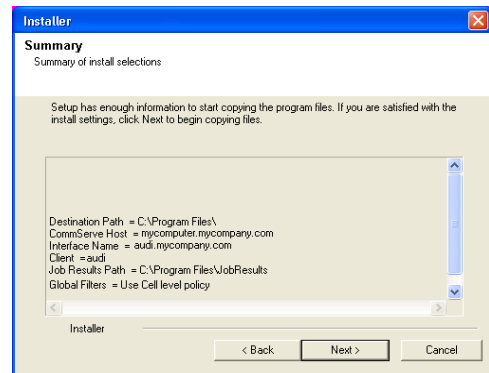 Installer
Summary
Summary of install selections
Setup has enough information to start copying the program files. If you are satisfied with the
install settings, click Next to begin copying files.
Destination Path = C:\Program Files\
CommServe Host = mycomputer.mycompany.com
Interface Name = audi.mycompany.com
Client =audi
Job Results Path = C:\Program Files\JobResults
Global Filters = Use Cell level policy
Installer
< Back
Next >
Cancel